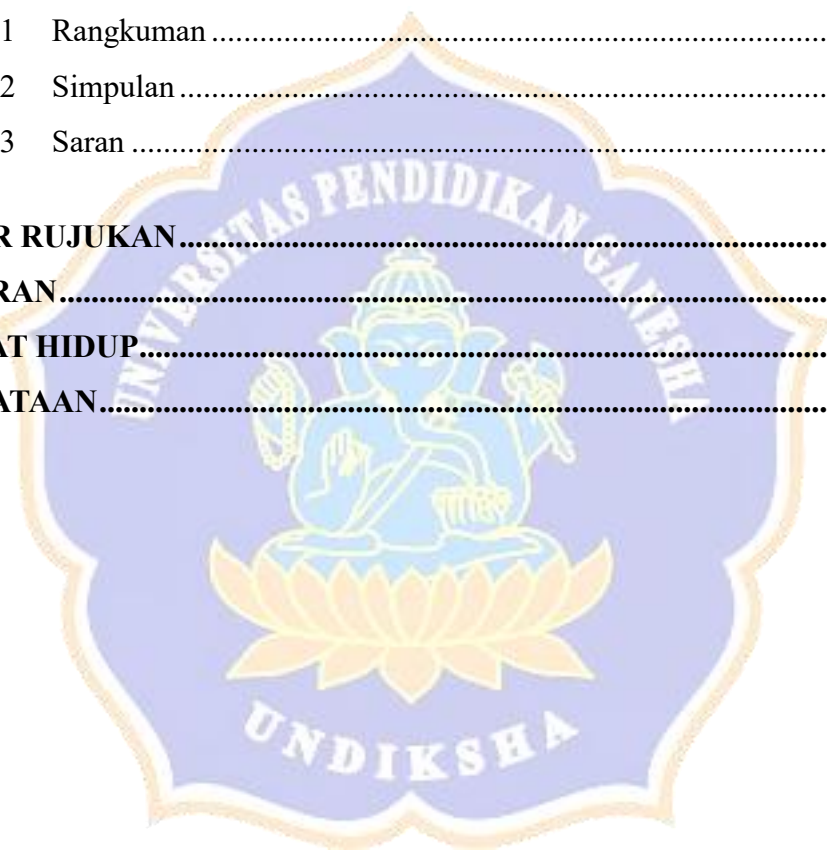 1 Rangkuman ........................................................................
2 Simpulan ............................................................................
3 Saran ..................................................................................
R RUJUKAN..................................................................................
RAN................................................................................................
AT HIDUP......................................................................................
ATAAN...........................................................................................
UNIVERSITAS PENDIDIKAN GANESHA
UNDIKSHA